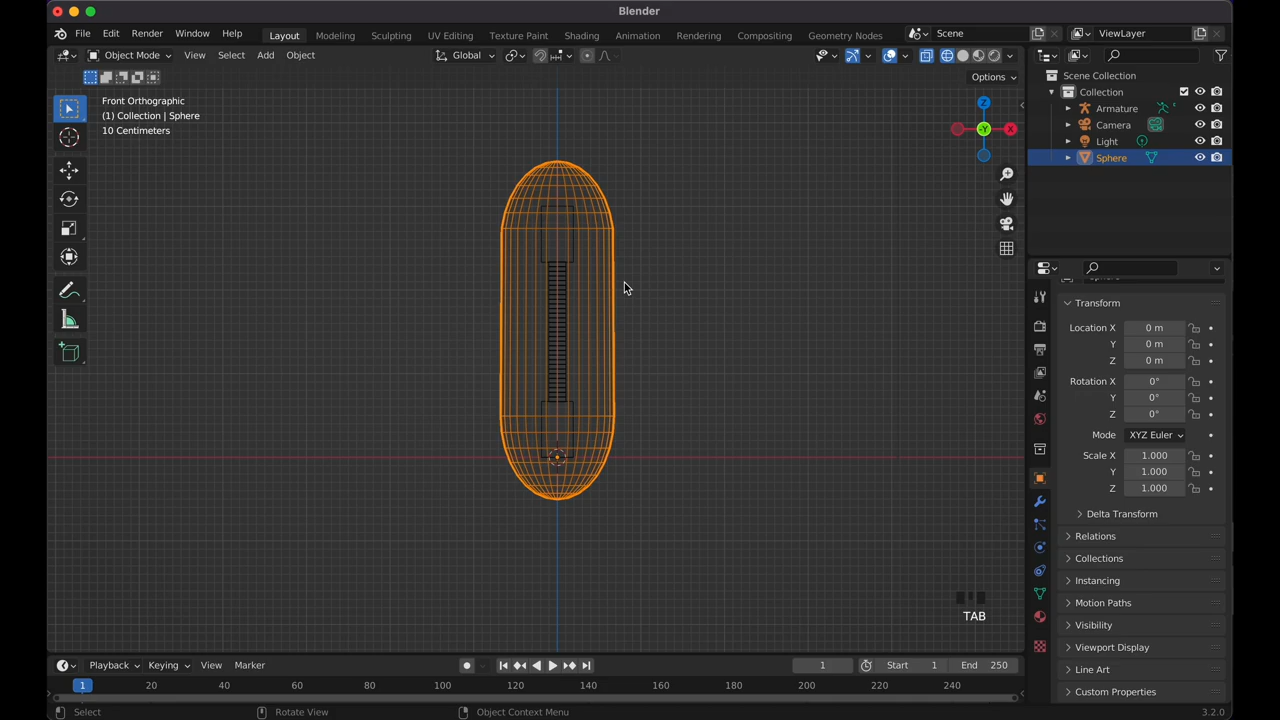 Blender
File Edit Render Window Help Layout Modeling Sculpting UV Editing Texture Paint Shading Animation Rendering Compositing Geometry Nodes Scene ViewLayer
Object Mode View Select Add Object Global
Options
Front Orthographic
(1) Collection | Sphere
10 Centimeters
Z
-Y
X
TAB
Scene Collection
Collection
Armature
Camera
Light
Sphere
Transform
Location X 0 m
Y 0 m
Z 0 m
Rotation X 0°
Y 0°
Z 0°
Mode XYZ Euler
Scale X 1.000
Y 1.000
Z 1.000
Delta Transform
Relations
Collections
Instancing
Motion Paths
Visibility
Viewport Display
Line Art
Custom Properties
Playback Keying View Marker 1 Start 1 End 250
1 20 40 60 80 100 120 140 160 180 200 220 240
Select Rotate View Object Context Menu 3.2.0